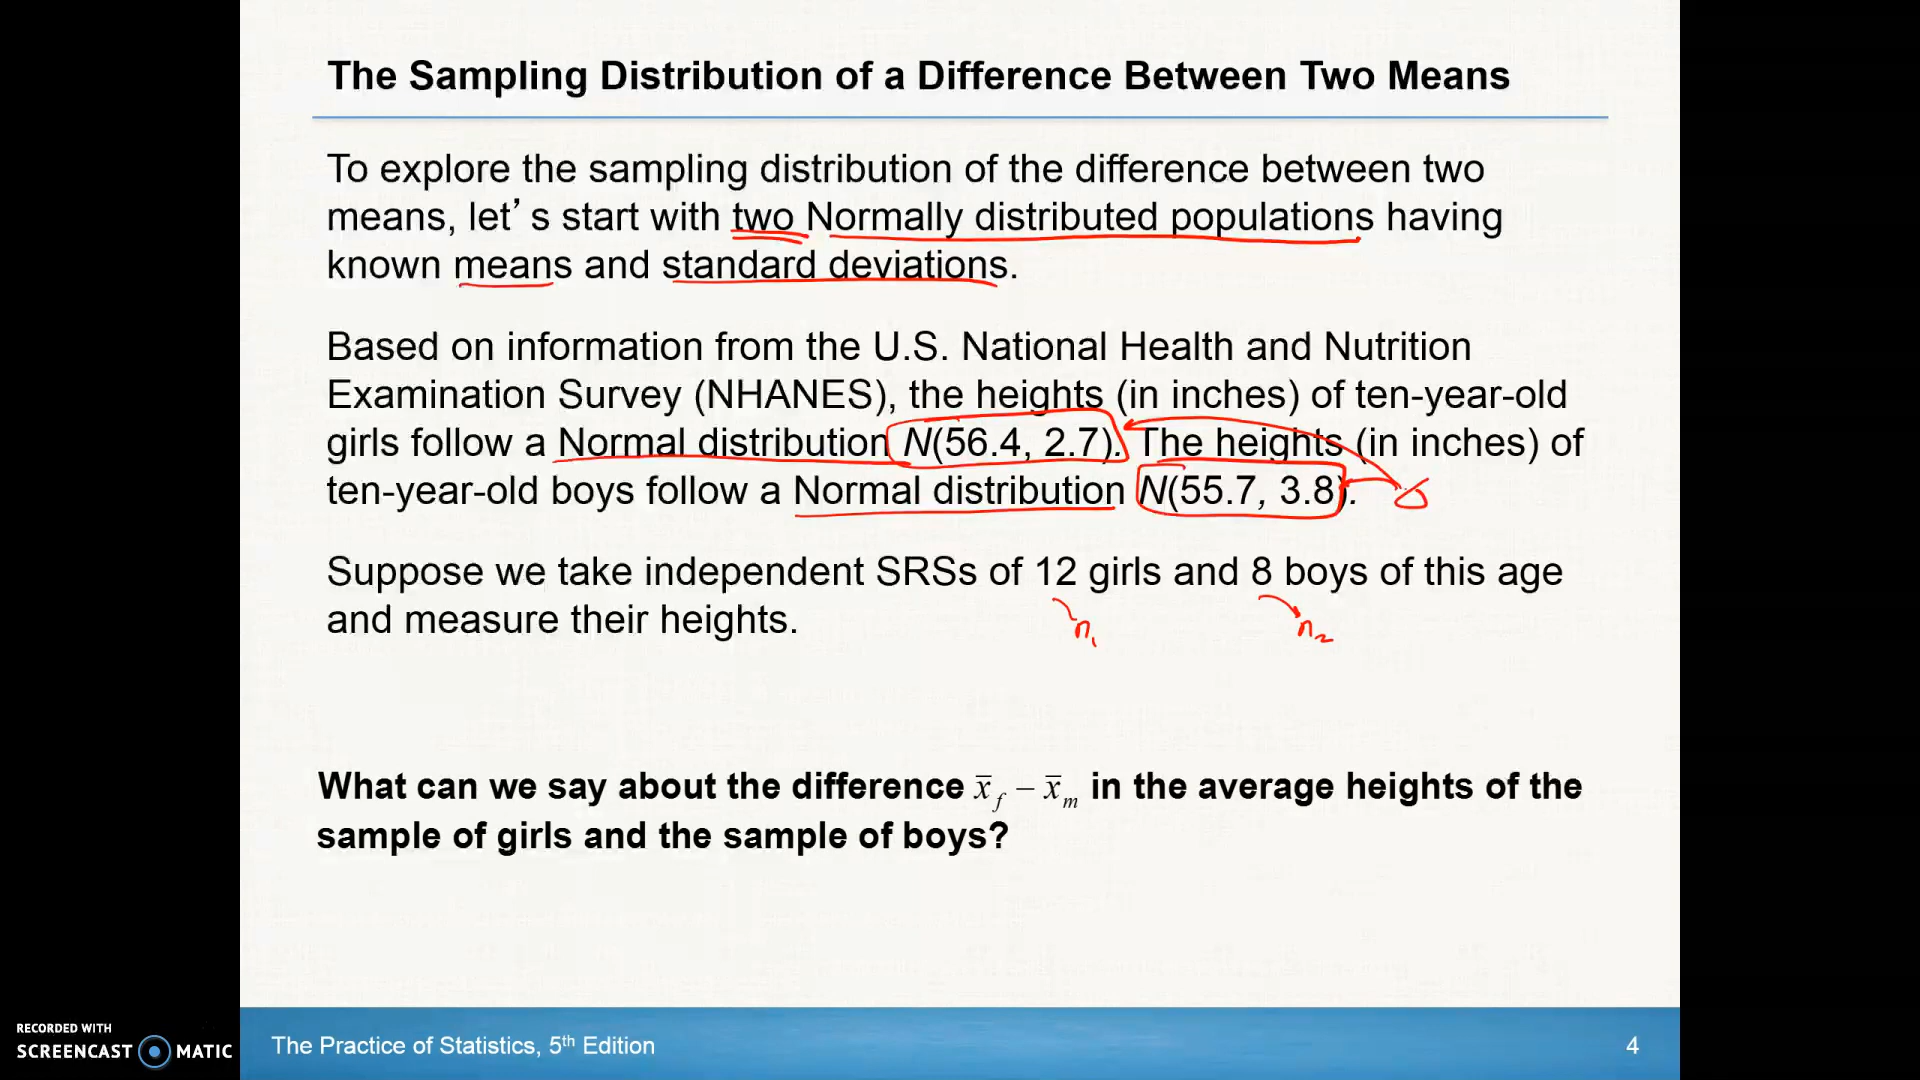 The Sampling Distribution of a Difference Between Two Means
To explore the sampling distribution of the difference between two
means, let’s start with two Normally distributed populations having
known means and standard deviations.
Based on information from the U.S. National Health and Nutrition
Examination Survey (NHANES), the heights (in inches) of ten-year-old
girls follow a Normal distribution N(56.4, 2.7). The heights (in inches) of
ten-year-old boys follow a Normal distribution N(55.7, 3.8).
Suppose we take independent SRSs of 12 girls and 8 boys of this age
and measure their heights.
n₁ n₂
What can we say about the difference x̄_f – x̄_m in the average heights of the
sample of girls and the sample of boys?
RECORDED WITH
SCREENCAST MATIC
The Practice of Statistics, 5th Edition 4